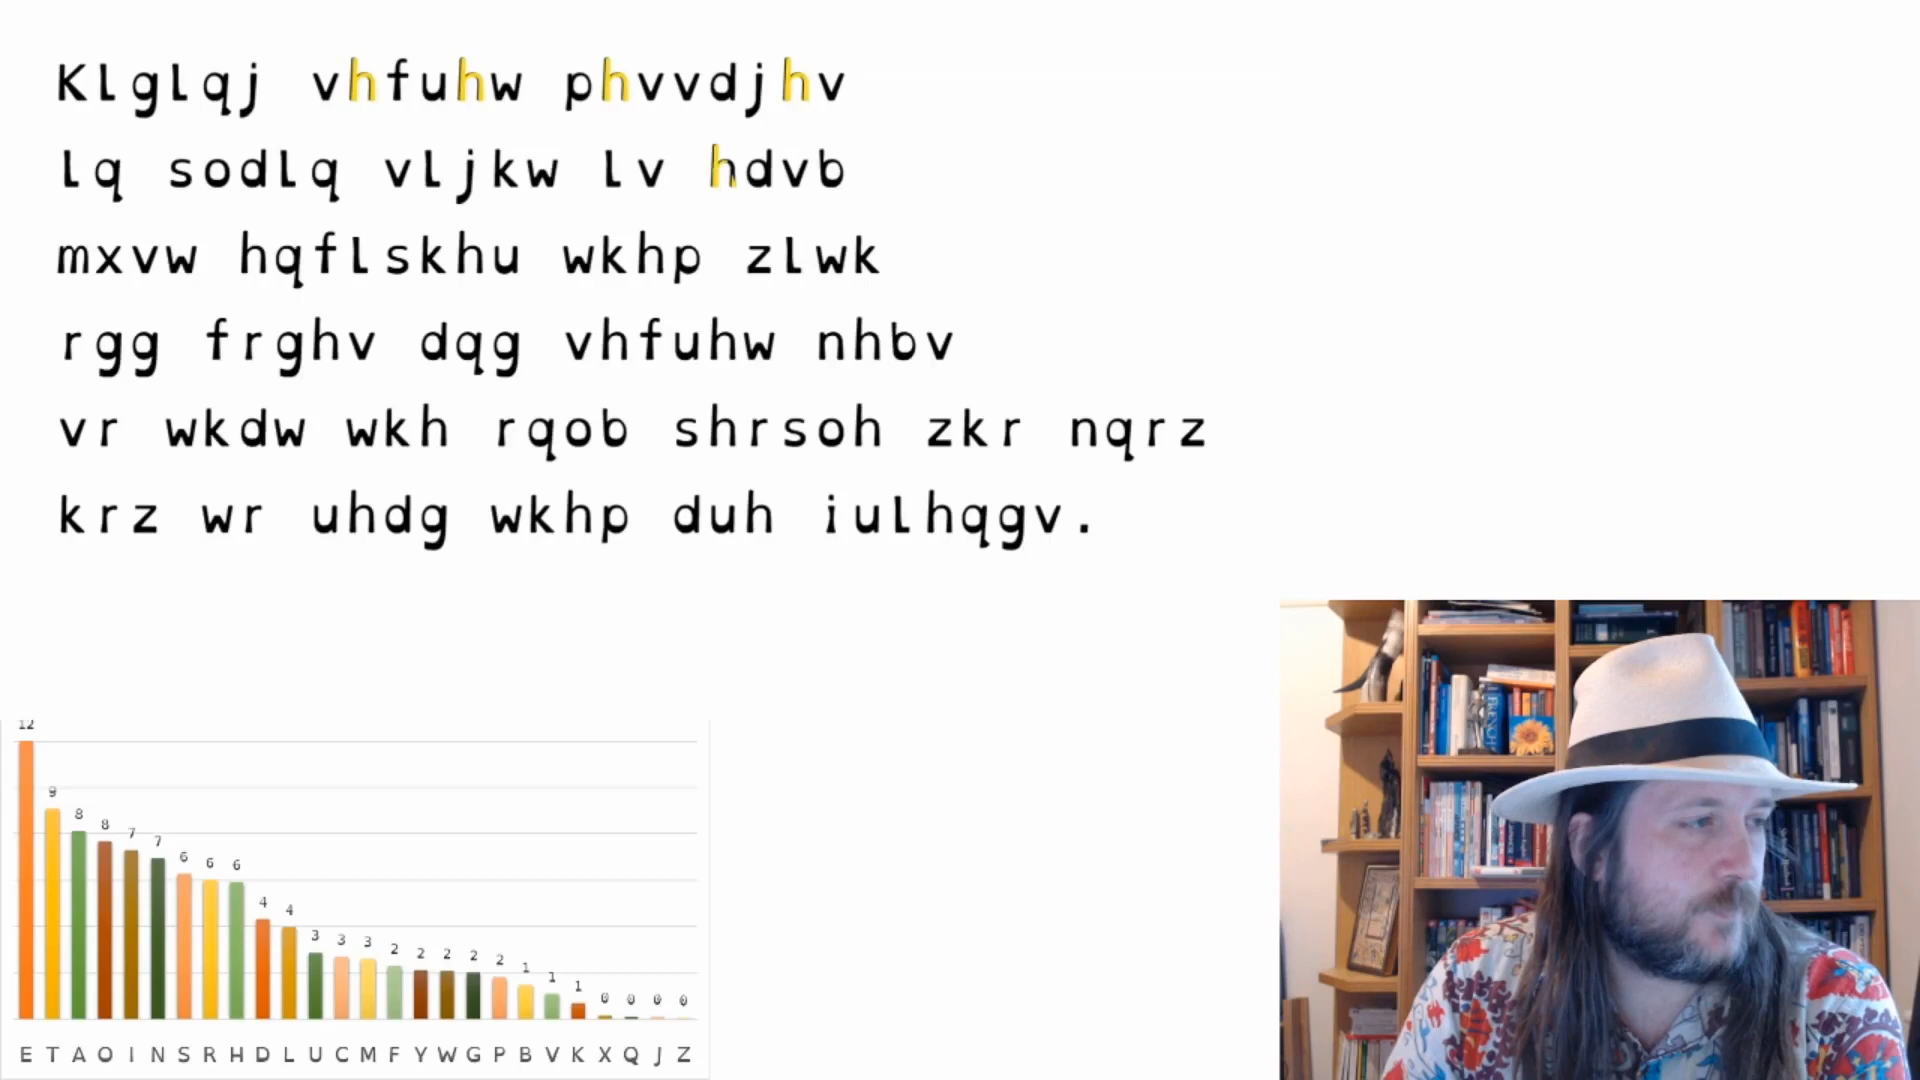 Klglqj vhfuhw phvvdjhv
lq sodlq vljkw lv hdvb
mxvw hqflskhu wkhp zlwk
rgg frghv dqg vhfuhw nhbv
vr wkdw wkh rqob shrsoh zkr nqrz
krz wr uhdg wkhp duh iulhqgv.
12 9 8 8 7 7 6 6 6 4 4 3 3 3 2 2 2 2 2 1 1 1 0 0 0 0
E T A O I N S R H D L U C M F Y W G P B V K X Q J Z
FRENCH